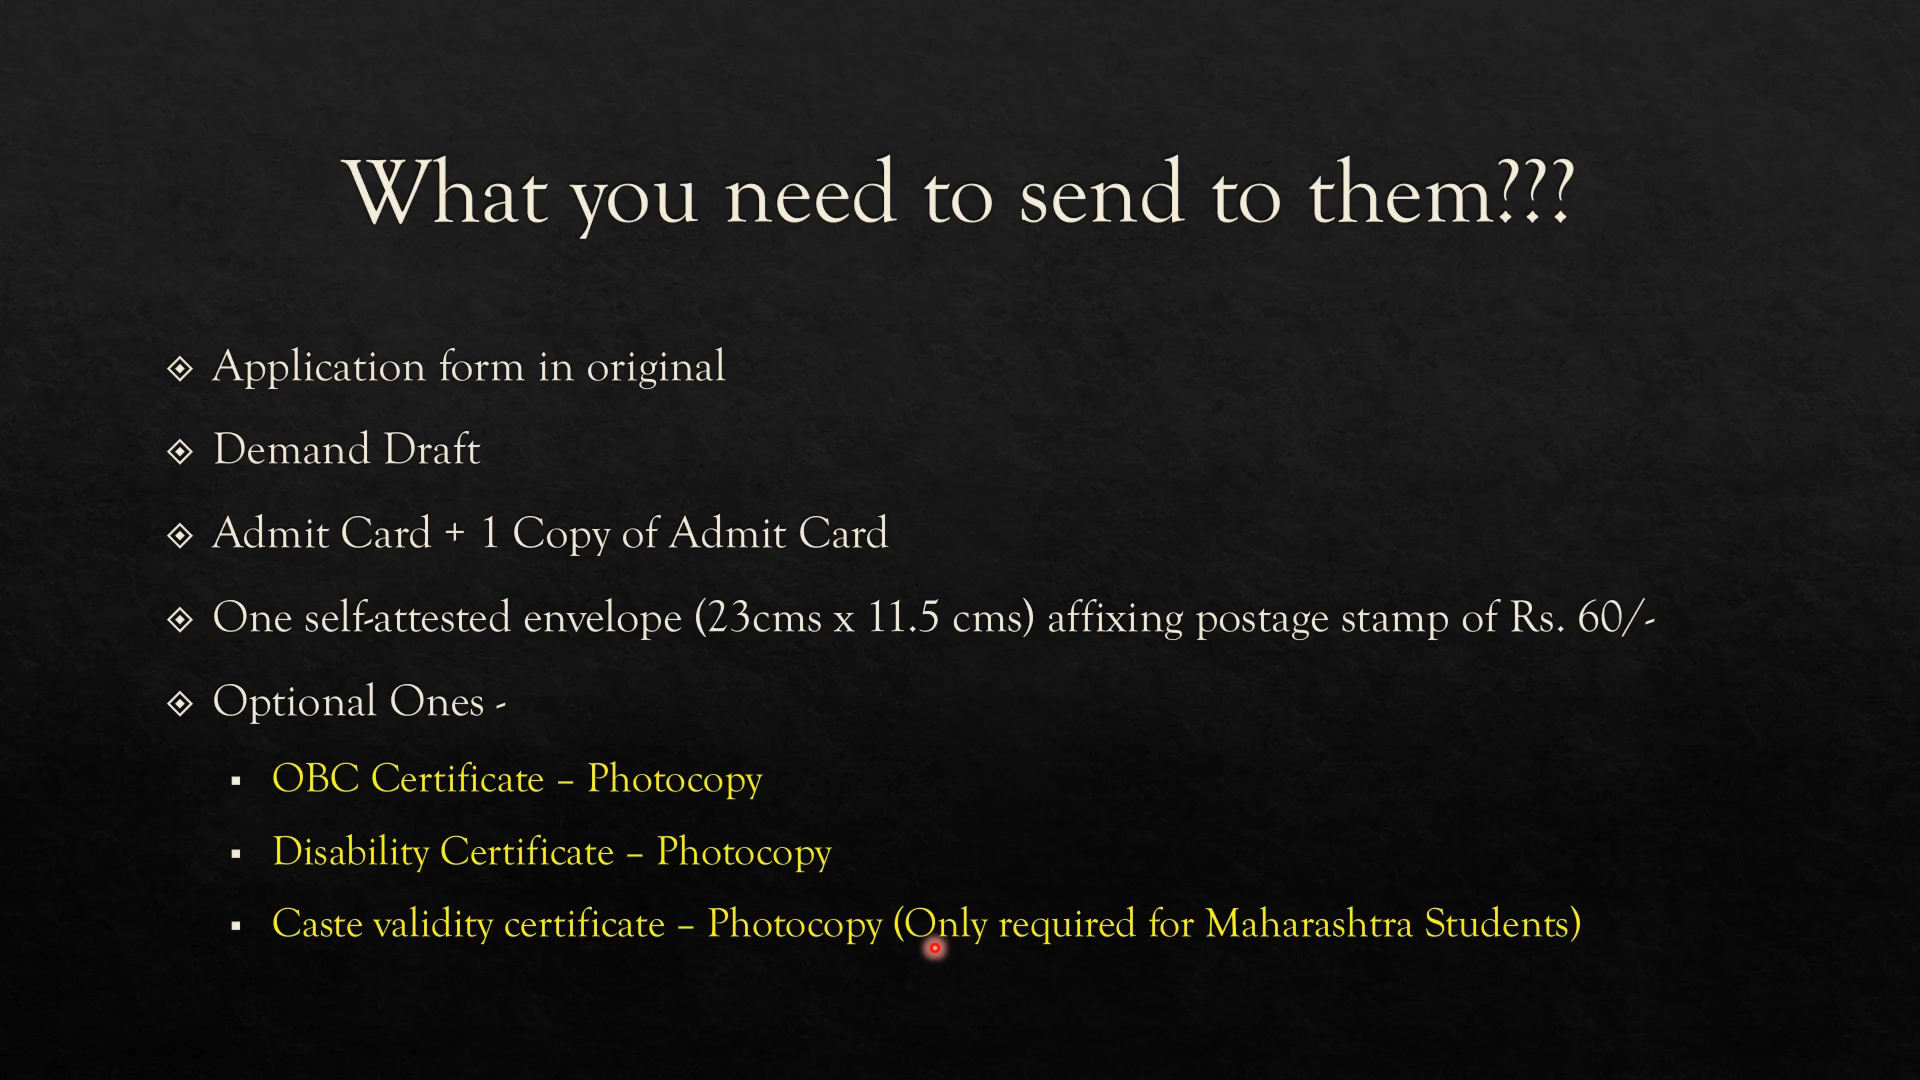 What you need to send to them???
Application form in original
Demand Draft
Admit Card + 1 Copy of Admit Card
One self-attested envelope (23cms x 11.5 cms) affixing postage stamp of Rs. 60/-
Optional Ones -
OBC Certificate – Photocopy
Disability Certificate – Photocopy
Caste validity certificate – Photocopy (Only required for Maharashtra Students)